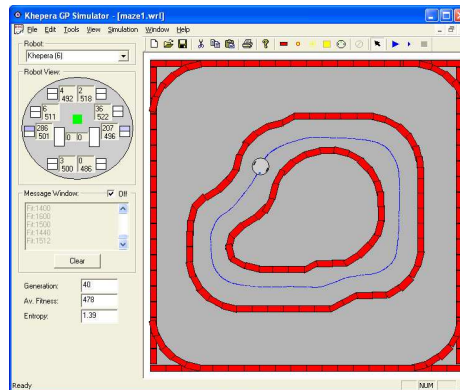 Khepera GP Simulator - [maze1.wrl]
File Edit Tools View Simulation Window Help
Robot:
Khepera (6)
Robot View:
4 2
492 518
6 36
511 522
286 207
501 0 0 496
3 0
500 486
Message Window: Off
Fit:1400
Fit:1600
Fit:1500
Fit:1440
Fit:1512
Clear
Generation: 40
Av. Fitness: 478
Entropy: 1.39
Ready NUM